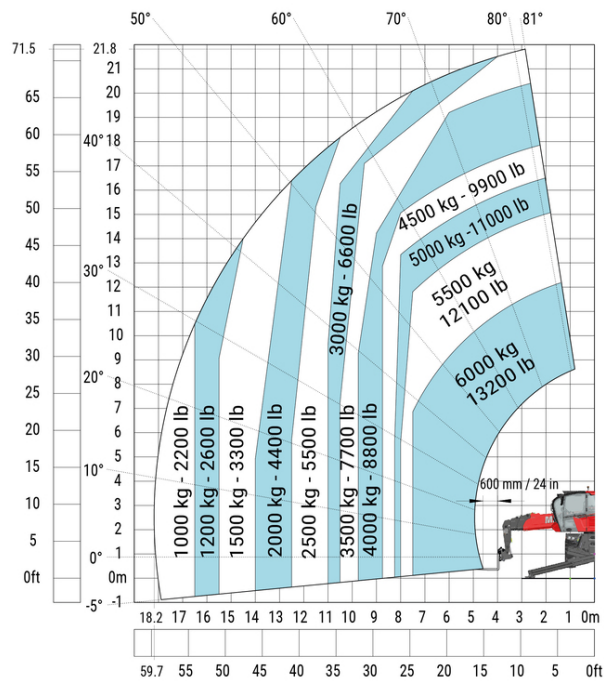 50° 60° 70° 80° 81°
71.5 21.8
21
65 20
19
60 40° 18
55 17
16
50 15
14
45 30° 13
40 12
11
35 10
30 9
20° 8
25 7
6
20 5
15 10° 4
3
10 2
5 0° 1
0ft 0m
-5° -1
4500 kg - 9900 lb
5000 kg -11000 lb
5500 kg
12100 lb
6000 kg
13200 lb
3000 kg - 6600 lb
1000 kg - 2200 lb
1200 kg - 2600 lb
1500 kg - 3300 lb
2000 kg - 4400 lb
2500 kg - 5500 lb
3500 kg - 7700 lb
4000 kg - 8800 lb
600 mm / 24 in
18.2 17 16 15 14 13 12 11 10 9 8 7 6 5 4 3 2 1 0m
59.7 55 50 45 40 35 30 25 20 15 10 5 0ft